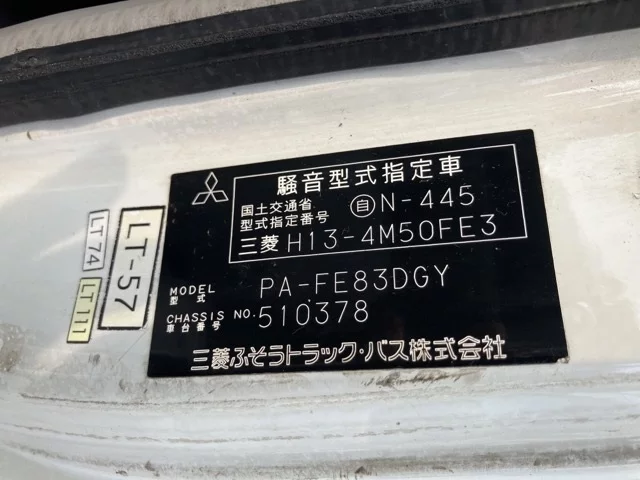 騒音型式指定車
国土交通省
型式指定番号 自 N-445
三菱 H13-4M50FE3
MODEL
型式 PA-FE83DGY
CHASSIS NO.
車台番号 510378
三菱ふそうトラック・バス株式会社
LT-57
LT74
LT111